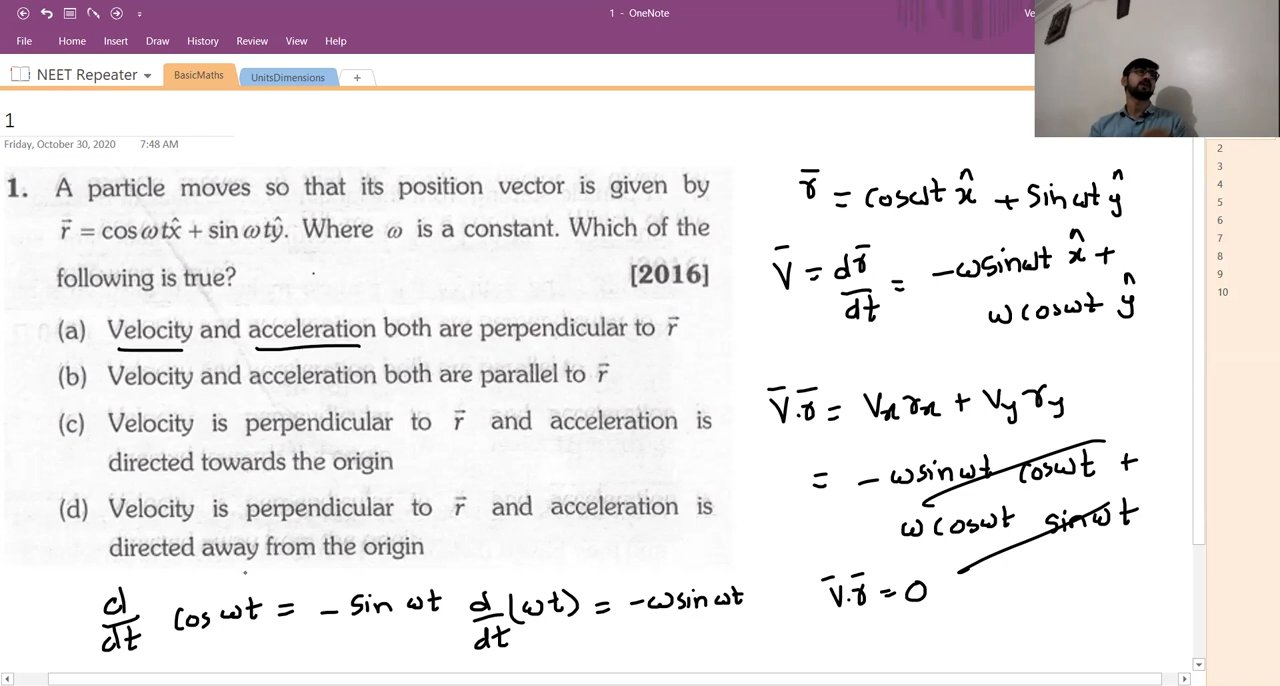 1 - OneNote
Ve
File Home Insert Draw History Review View Help
NEET Repeater BasicMaths UnitsDimensions +
1
Friday, October 30, 2020 7:48 AM
1. A particle moves so that its position vector is given by
r⃗ = cos ωt x̂ + sin ωt ŷ. Where ω is a constant. Which of the
following is true? [2016]
(a) Velocity and acceleration both are perpendicular to r⃗
(b) Velocity and acceleration both are parallel to r⃗
(c) Velocity is perpendicular to r⃗ and acceleration is
directed towards the origin
(d) Velocity is perpendicular to r⃗ and acceleration is
directed away from the origin
d/dt cos ωt = - sin ωt d/dt (ωt) = -ω sin ωt
r̄ = cos ωt x̂ + sin ωt ŷ
V̄ = dr̄/dt = -ω sin ωt x̂ +
ω cos ωt ŷ
V̄.r̄ = Vx rx + Vy ry
= - ω sin ωt cos ωt +
ω cos ωt sin ωt
V̄.r̄ = 0
2
3
4
5
6
7
8
9
10